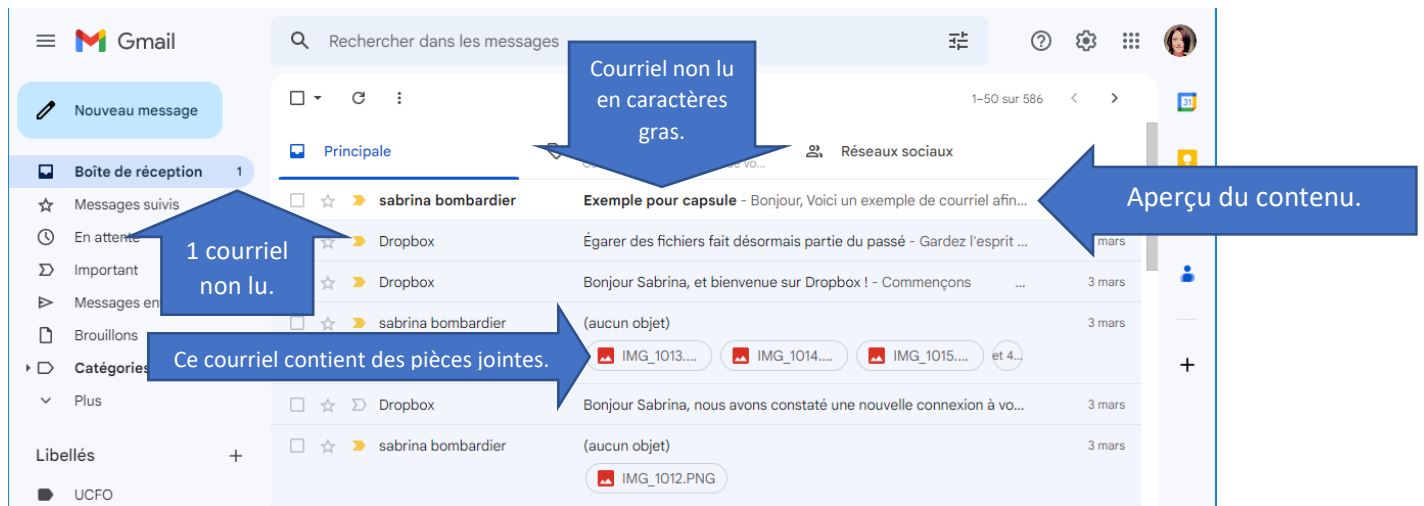 Gmail
Rechercher dans les messages
Courriel non lu
en caractères
gras.
Nouveau message
1–50 sur 586
31
Principale
Réseaux sociaux
Boîte de réception 1
sabrina bombardier Exemple pour capsule - Bonjour, Voici un exemple de courriel afin...
Aperçu du contenu.
Messages suivis
En attente
1 courriel
non lu.
Dropbox Égarer des fichiers fait désormais partie du passé - Gardez l'esprit ... mars
Important
Dropbox Bonjour Sabrina, et bienvenue sur Dropbox ! - Commençons ... 3 mars
Messages en
Brouillons
sabrina bombardier (aucun objet) 3 mars
Ce courriel contient des pièces jointes.
IMG_1013.... IMG_1014.... IMG_1015.... et 4...
Catégories
Plus
Dropbox Bonjour Sabrina, nous avons constaté une nouvelle connexion à vo... 3 mars
Libellés
sabrina bombardier (aucun objet) 3 mars
IMG_1012.PNG
UCFO